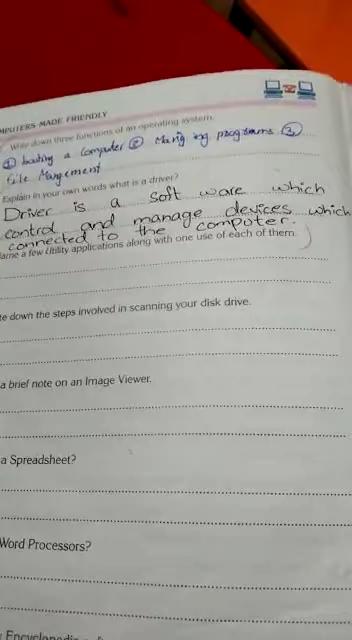 MPUTERS MADE FRIENDLY
Write down three functions of an operating system.
① booting a Computer ② Manging programs ③
File Mangement
Explain in your own words what is a driver?
Driver is a Soft ware which
control and manage devices which
connected to the computer.
ame a few Utility applications along with one use of each of them.
te down the steps involved in scanning your disk drive.
a brief note on an Image Viewer.
a Spreadsheet?
Word Processors?